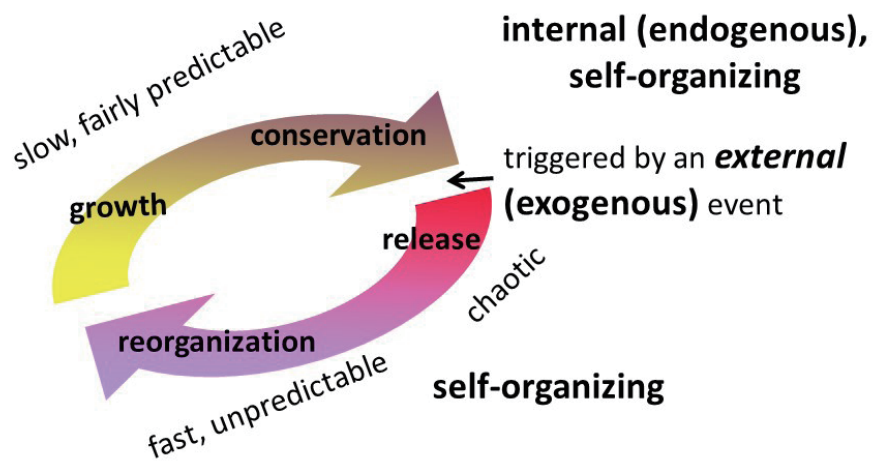 internal (endogenous),
self-organizing
slow, fairly predictable
conservation
triggered by an external
(exogenous) event
growth
release
chaotic
reorganization
fast, unpredictable
self-organizing